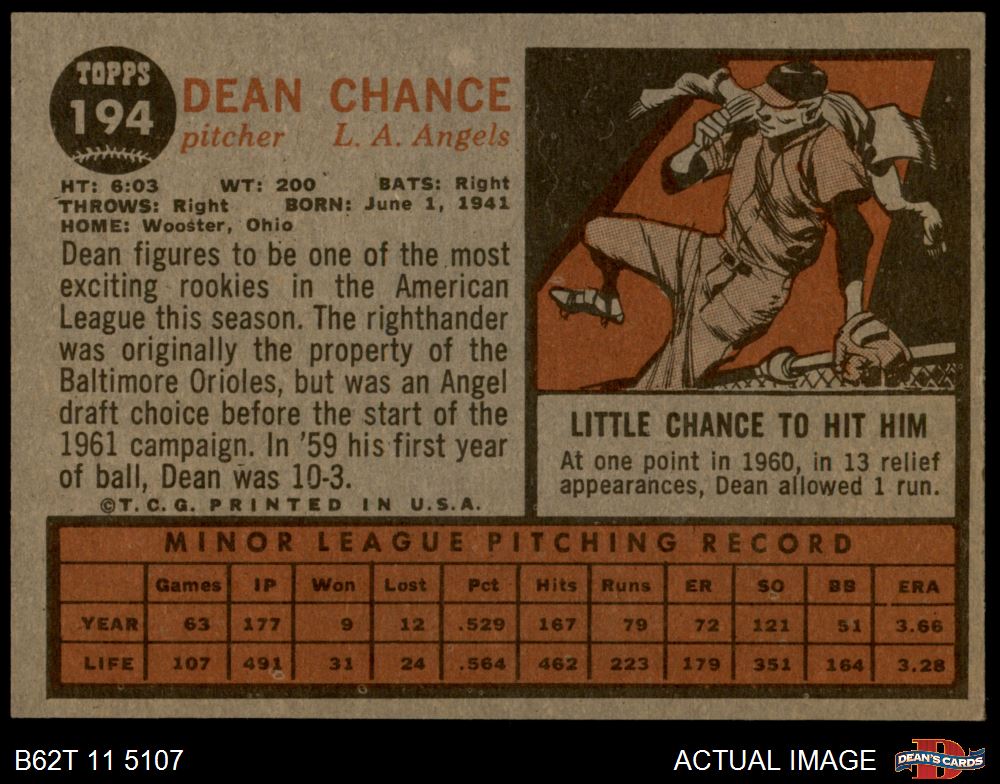 TOPPS
194
DEAN CHANCE
pitcher L. A. Angels
HT: 6:03 WT: 200 BATS: Right
THROWS: Right BORN: June 1, 1941
HOME: Wooster, Ohio
Dean figures to be one of the most
exciting rookies in the American
League this season. The righthander
was originally the property of the
Baltimore Orioles, but was an Angel
draft choice before the start of the
1961 campaign. In '59 his first year
of ball, Dean was 10-3.
©T.C.G. PRINTED IN U.S.A.
LITTLE CHANCE TO HIT HIM
At one point in 1960, in 13 relief
appearances, Dean allowed 1 run.
MINOR LEAGUE PITCHING RECORD
Games IP Won Lost Pct Hits Runs ER SO BB ERA
YEAR 63 177 9 12 .529 167 79 72 121 51 3.66
LIFE 107 491 31 24 .564 462 223 179 351 164 3.28
B62T 11 5107 ACTUAL IMAGE DEAN'S CARDS